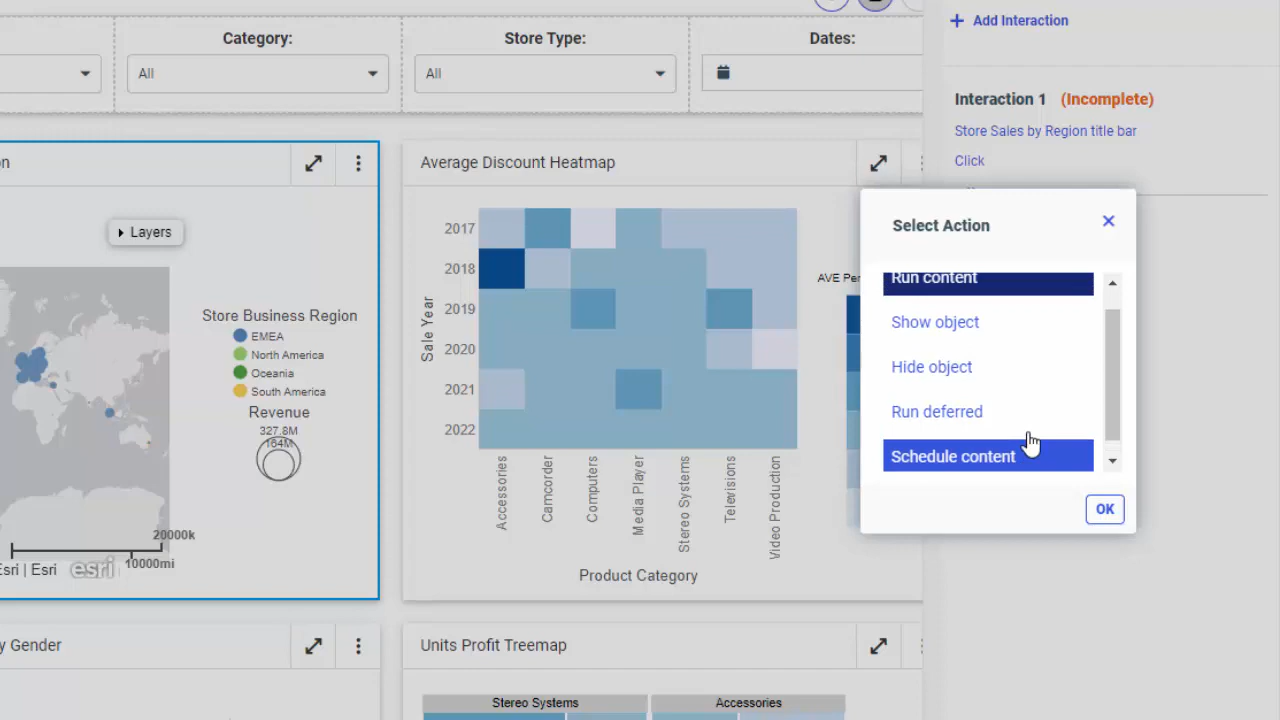 Category:
Store Type:
Dates:
All
All
on
Layers
Store Business Region
EMEA
North America
Oceania
South America
Revenue
327.8M
164M
20000k
10000mi
Esri | Esri
esri
Average Discount Heatmap
2017
2018
2019
2020
2021
2022
Sale Year
Accessories
Camcorder
Computers
Media Player
Stereo Systems
Televisions
Video Production
Product Category
AVE Per
y Gender
Units Profit Treemap
Stereo Systems
Accessories
+ Add Interaction
Interaction 1 (Incomplete)
Store Sales by Region title bar
Click
Select Action
Run content
Show object
Hide object
Run deferred
Schedule content
OK